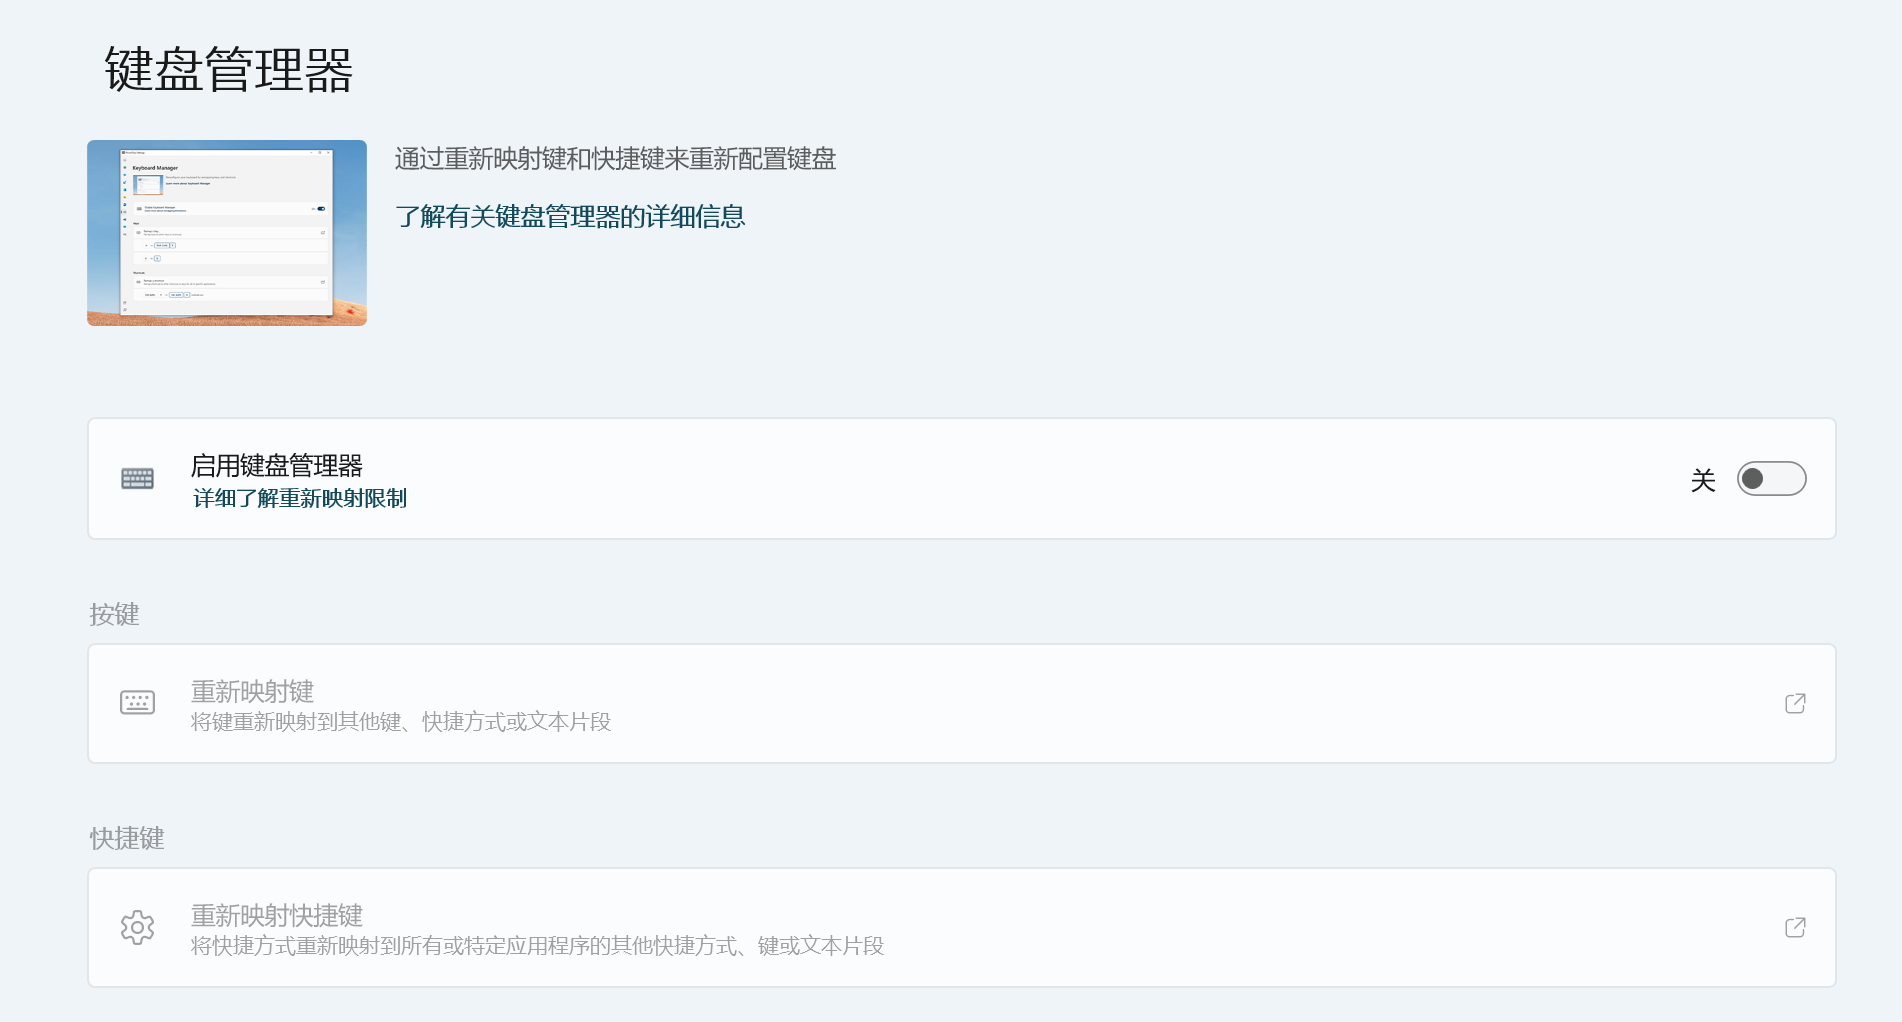 键盘管理器
通过重新映射键和快捷键来重新配置键盘
了解有关键盘管理器的详细信息
Keyboard Manager
启用键盘管理器
详细了解重新映射限制
关
按键
重新映射键
将键重新映射到其他键、快捷方式或文本片段
快捷键
重新映射快捷键
将快捷方式重新映射到所有或特定应用程序的其他快捷方式、键或文本片段